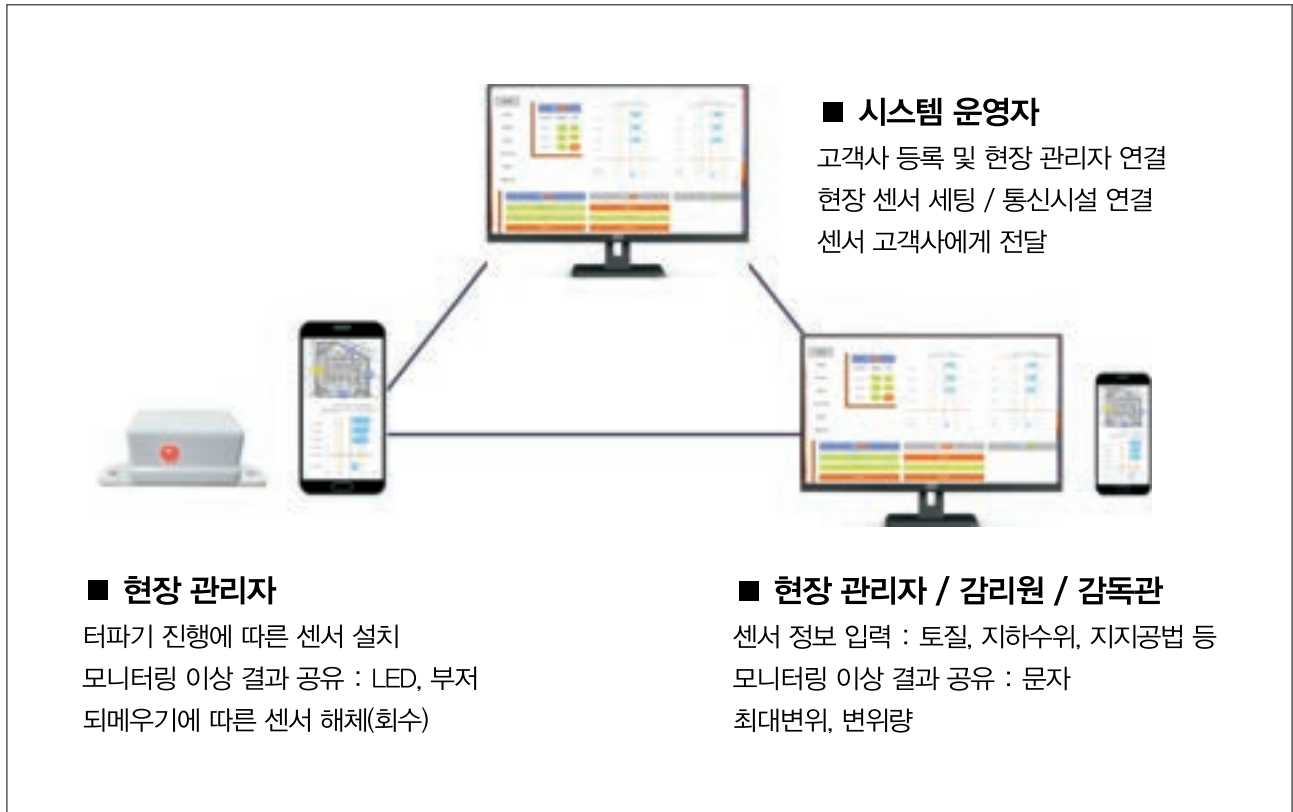 ■ 시스템 운영자
고객사 등록 및 현장 관리자 연결
현장 센서 세팅 / 통신시설 연결
센서 고객사에게 전달
■ 현장 관리자
터파기 진행에 따른 센서 설치
모니터링 이상 결과 공유 : LED, 부저
되메우기에 따른 센서 해체(회수)
■ 현장 관리자 / 감리원 / 감독관
센서 정보 입력 : 토질, 지하수위, 지지공법 등
모니터링 이상 결과 공유 : 문자
최대변위, 변위량